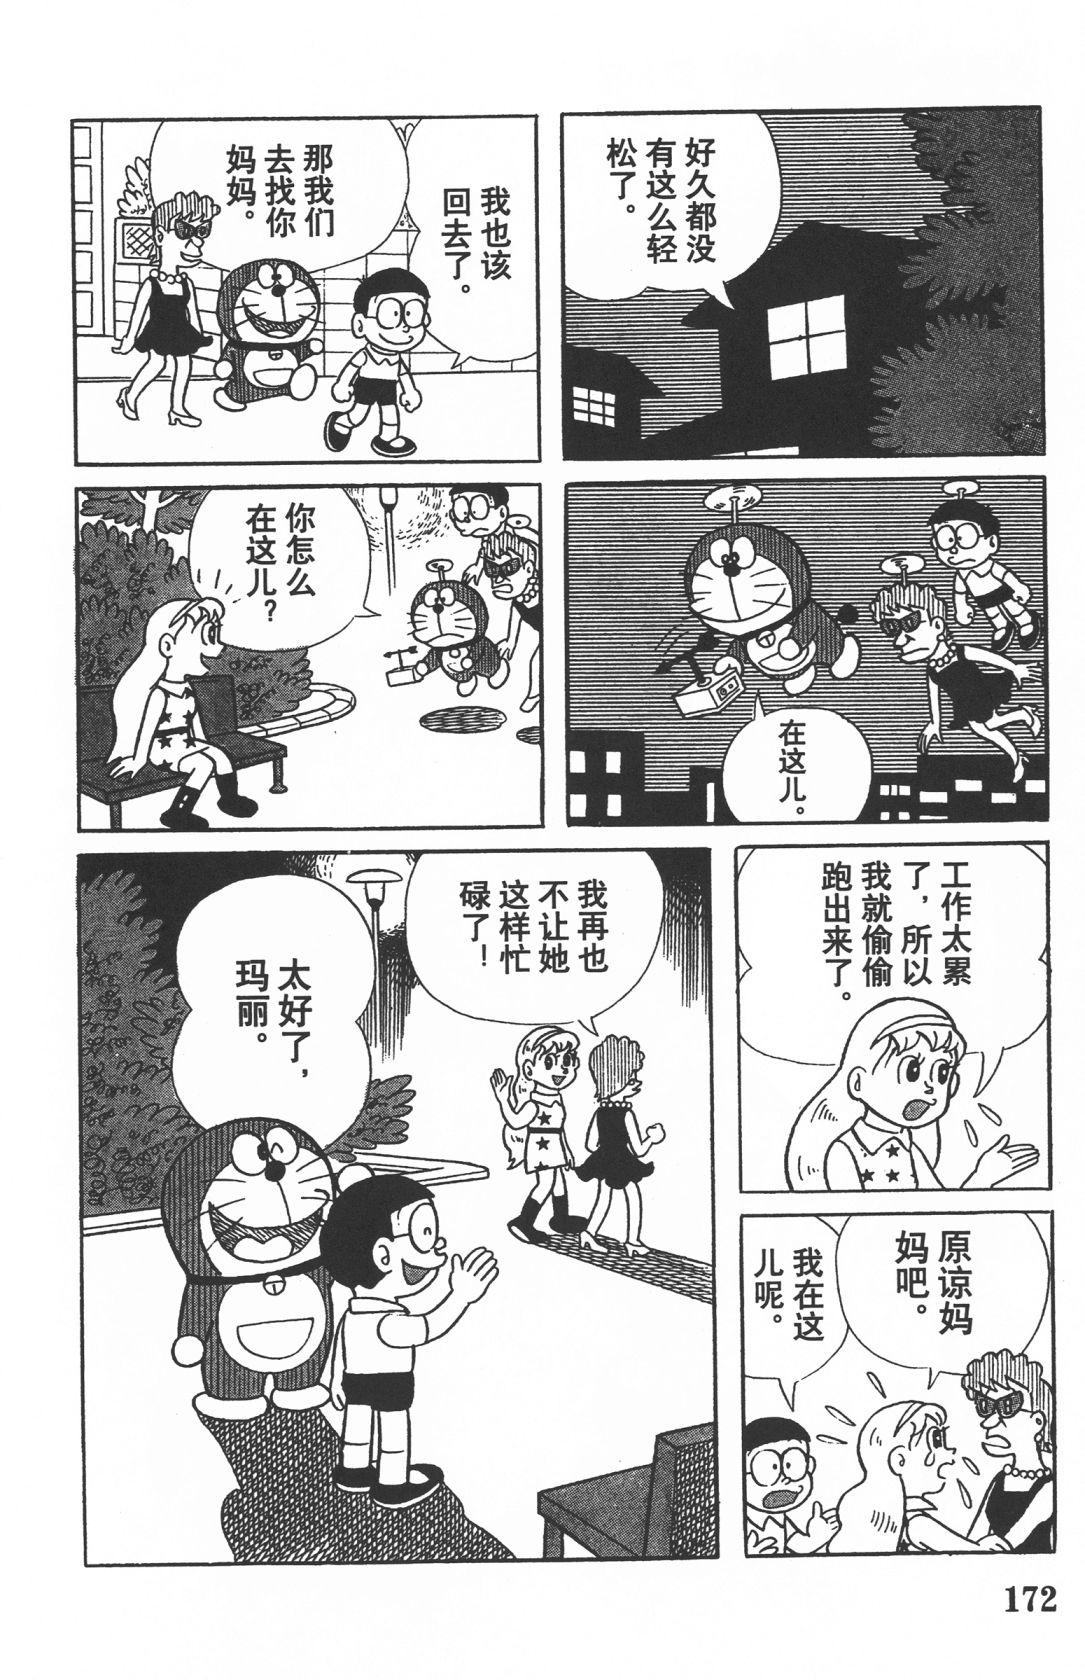 好久都没
有这么轻
松了。
我也该
回去了。
那我们
去找你
妈妈。
在这儿。
你怎么
在这儿？
工作太累
了，所以
我就偷偷
跑出来了。
原谅妈
妈吧。
我在这
儿呢。
我再也
不让她
这样忙
碌了！
太好了，
玛丽。
172